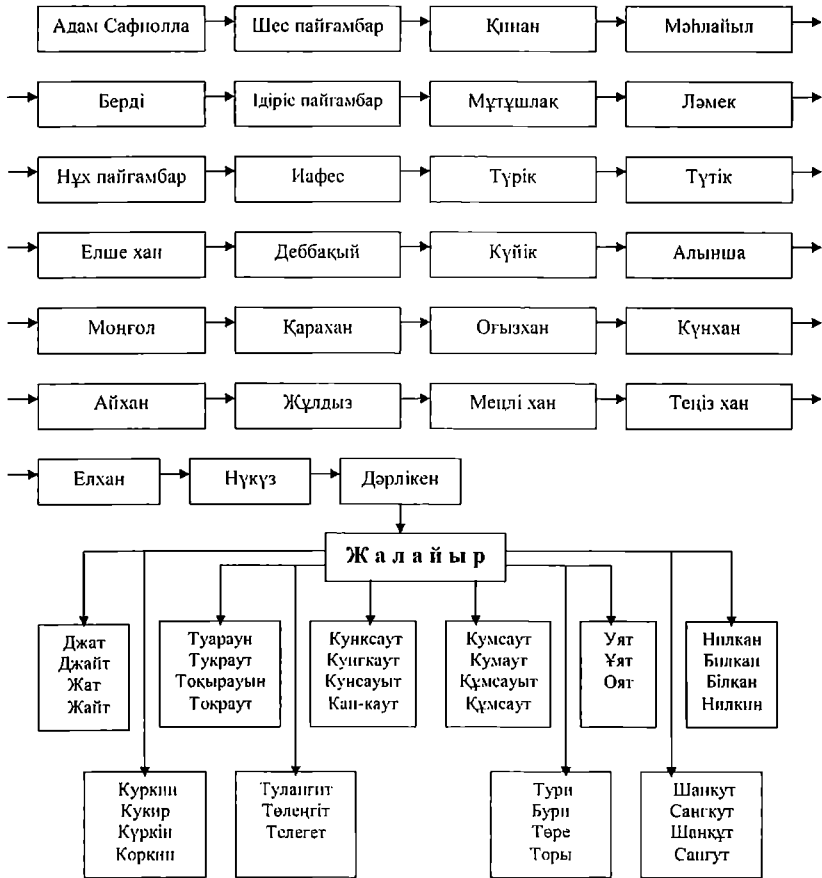 Адам Сафиолла Шес пайғамбар Қинан Мәһлайыл
Берді Ідіріс пайғамбар Мұтұшлақ Ләмек
Нұх пайғамбар Иафес Түрік Түтік
Елше хан Деббақый Күйік Алынша
Моңғол Қарахан Оғызхан Күнхан
Айхан Жұлдыз Меңлі хан Теңіз хан
Елхан Нүкүз Дәрлікен
Жалайыр
Джат
Джайт
Жат
Жайт
Туараун
Тукраут
Тоқырауын
Токраут
Кунксаут
Кунгкаут
Кунсауыт
Кан-каут
Кумсаут
Кумаут
Құмсауыт
Құмсаут
Уят
Ұят
Оят
Нилкан
Билкан
Білқан
Нилкин
Куркин
Кукир
Күркін
Коркин
Тулангит
Төлеңгіт
Телегет
Тури
Бури
Төре
Торы
Шанкут
Сангкут
Шанқұт
Сангут